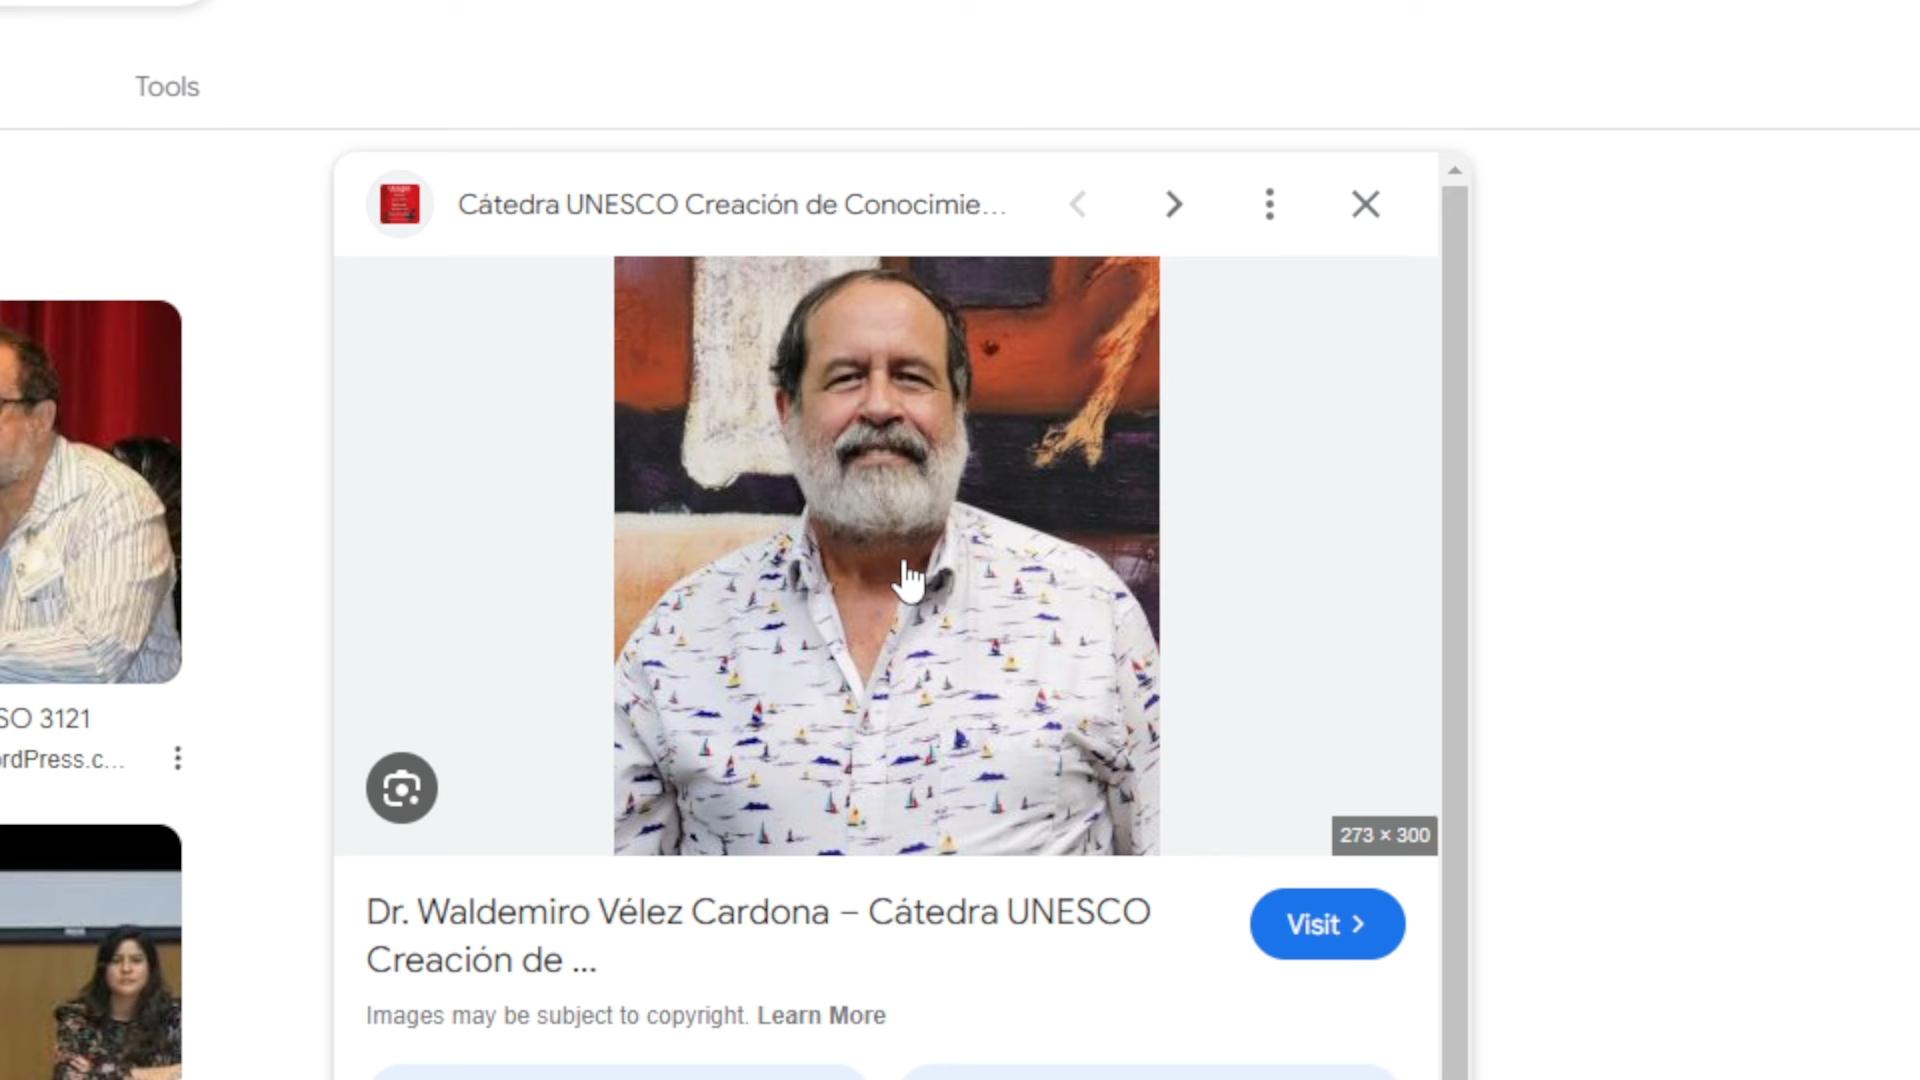 Tools
Cátedra UNESCO Creación de Conocimie...
SO 3121
rdPress.c...
273 × 300
Dr. Waldemiro Vélez Cardona – Cátedra UNESCO
Creación de ...
Visit
Images may be subject to copyright. Learn More